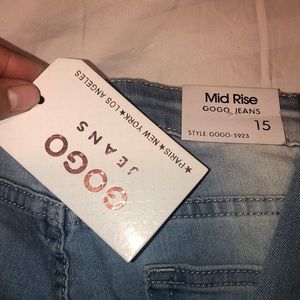 Mid Rise
GOGO JEANS
15
STYLE: GOGO-5923
★ PARIS ★ NEW YORK ★ LOS ANGELES
GOGO
JEANS